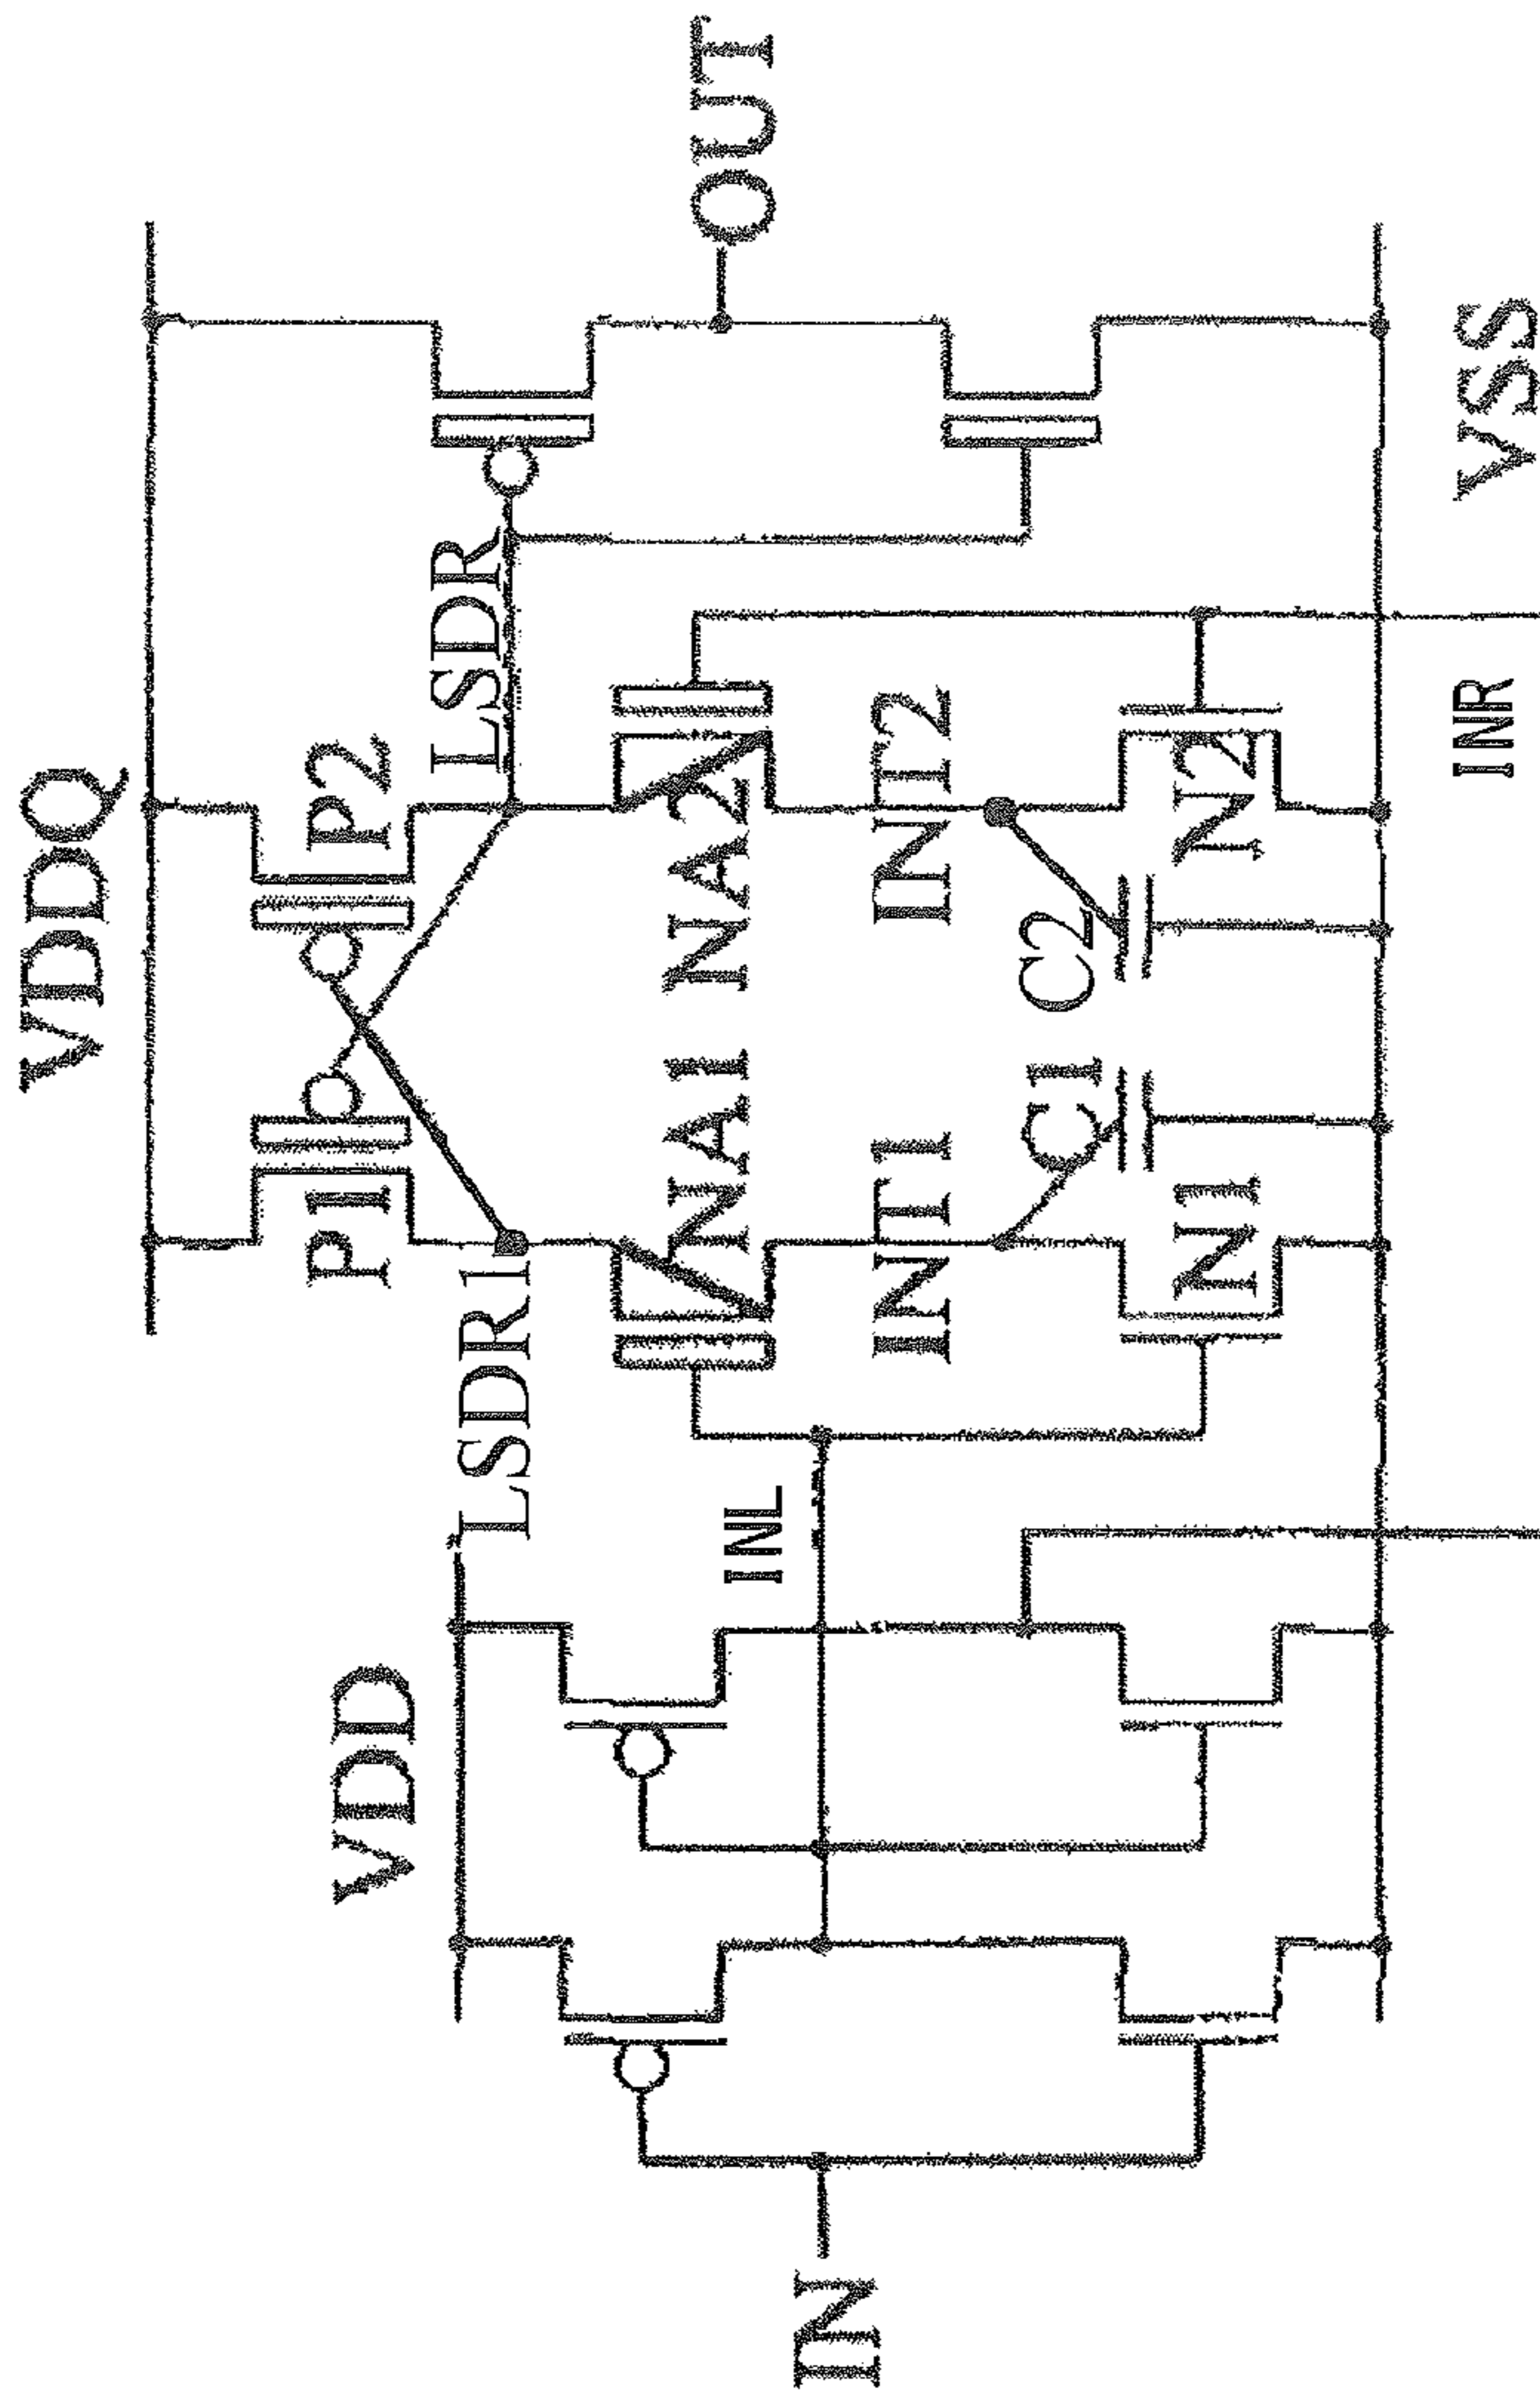 VDDQ
P1 P2
VDD
LSDR
LSDR1
NA1 NA2
OUT
INL
IN
INT1 INT2
C1 C2
N1 N2
INR
VSS